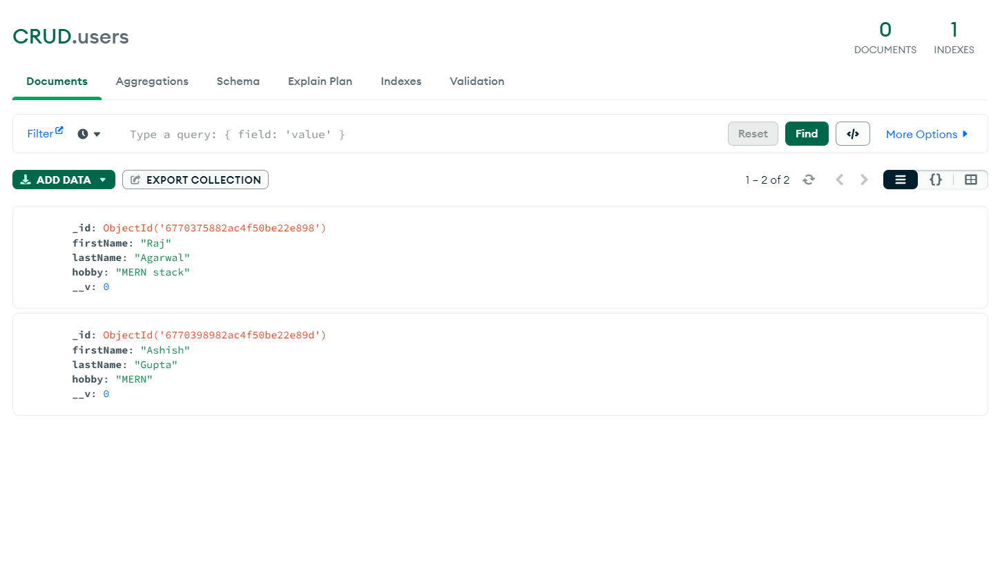 CRUD.users
0 1
DOCUMENTS INDEXES
Documents Aggregations Schema Explain Plan Indexes Validation
Filter Type a query: { field: 'value' } Reset Find </> More Options
ADD DATA EXPORT COLLECTION 1 – 2 of 2 {}
_id: ObjectId('6770375882ac4f50be22e898')
firstName: "Raj"
lastName: "Agarwal"
hobby: "MERN stack"
__v: 0
_id: ObjectId('6770398982ac4f50be22e89d')
firstName: "Ashish"
lastName: "Gupta"
hobby: "MERN"
__v: 0